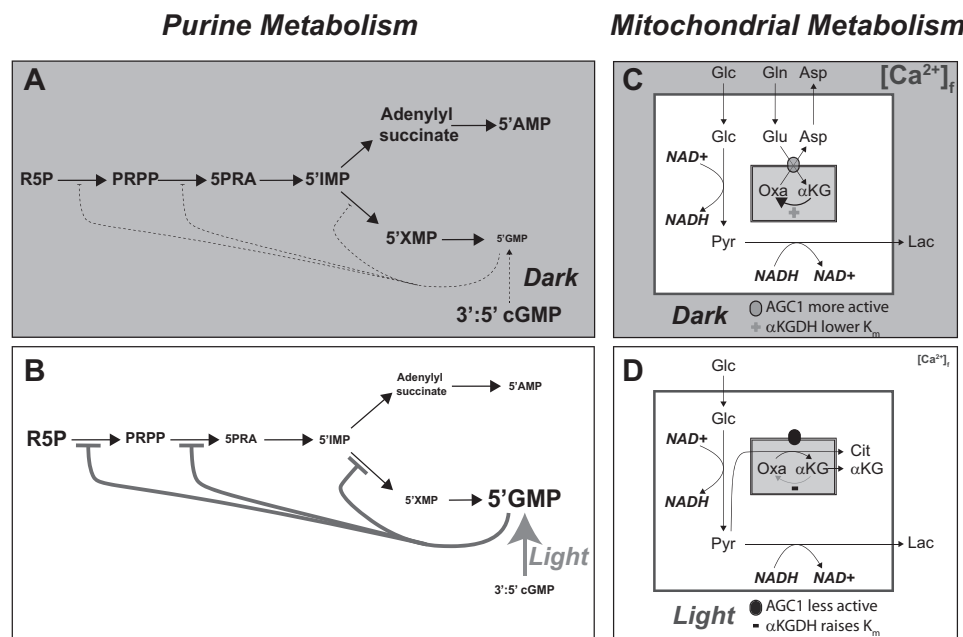 Purine Metabolism
Mitochondrial Metabolism
A
Adenylyl
succinate
5'AMP
R5P
PRPP
5PRA
5'IMP
5'XMP
5'GMP
Dark
3':5' cGMP
B
Adenylyl
succinate
5'AMP
R5P
PRPP
5PRA
5'IMP
5'XMP
5'GMP
Light
3':5' cGMP
C
Glc
Gln
Asp
[Ca²⁺]f
Glc
Glu
Asp
NAD+
Oxa
αKG
NADH
Pyr
Lac
NADH
NAD+
Dark
AGC1 more active
αKGDH lower Km
D
Glc
[Ca²⁺]f
Glc
NAD+
Cit
Oxa
αKG
αKG
NADH
Pyr
Lac
NADH
NAD+
Light
AGC1 less active
αKGDH raises Km